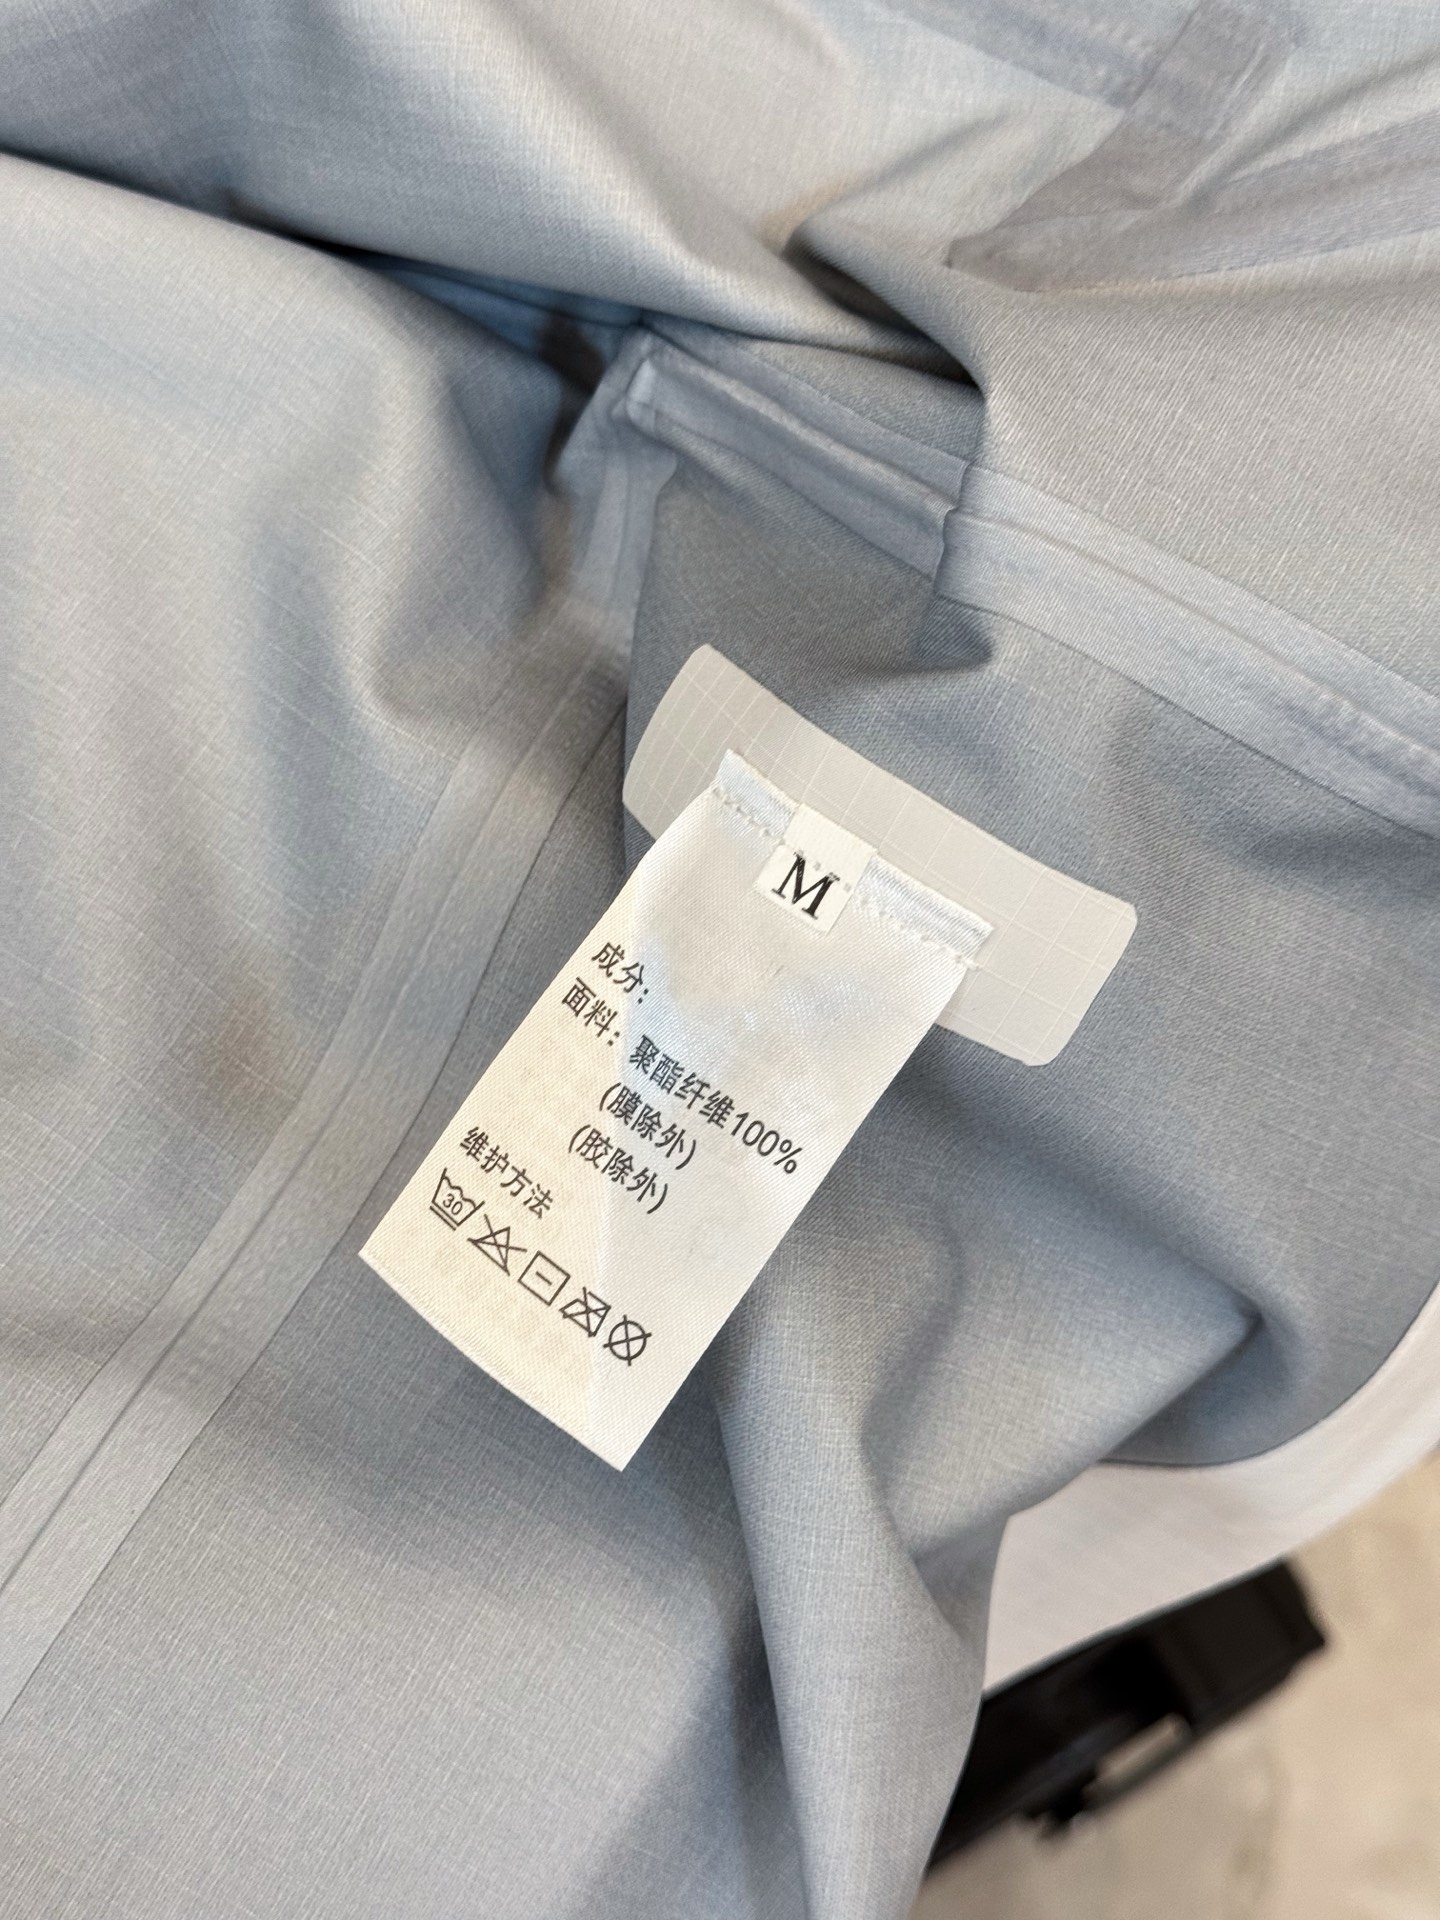 M
成分:
面料: 聚酯纤维100%
(膜除外)
(胶除外)
维护方法
30